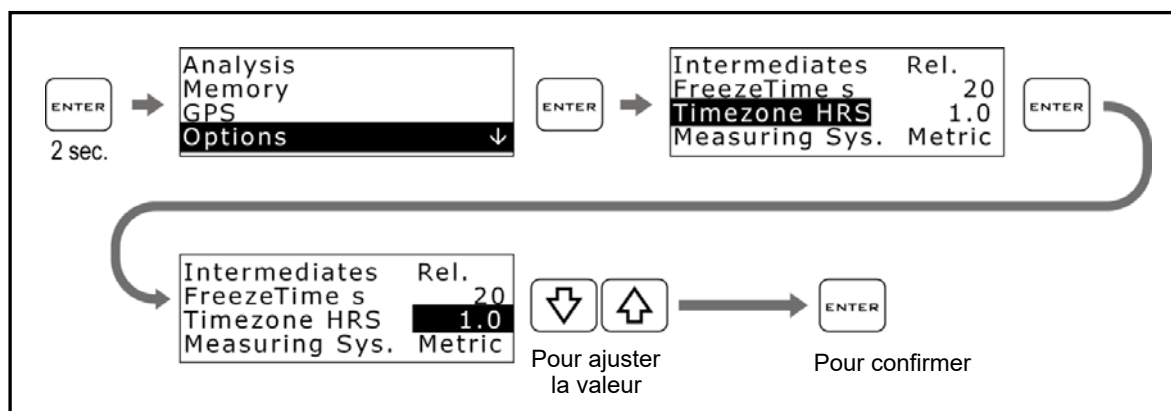 ENTER
2 sec.
Analysis
Memory
GPS
Options ↓
ENTER
Intermediates Rel.
FreezeTime s 20
Timezone HRS 1.0
Measuring Sys. Metric
ENTER
Intermediates Rel.
FreezeTime s 20
Timezone HRS 1.0
Measuring Sys. Metric
Pour ajuster
la valeur
ENTER
Pour confirmer